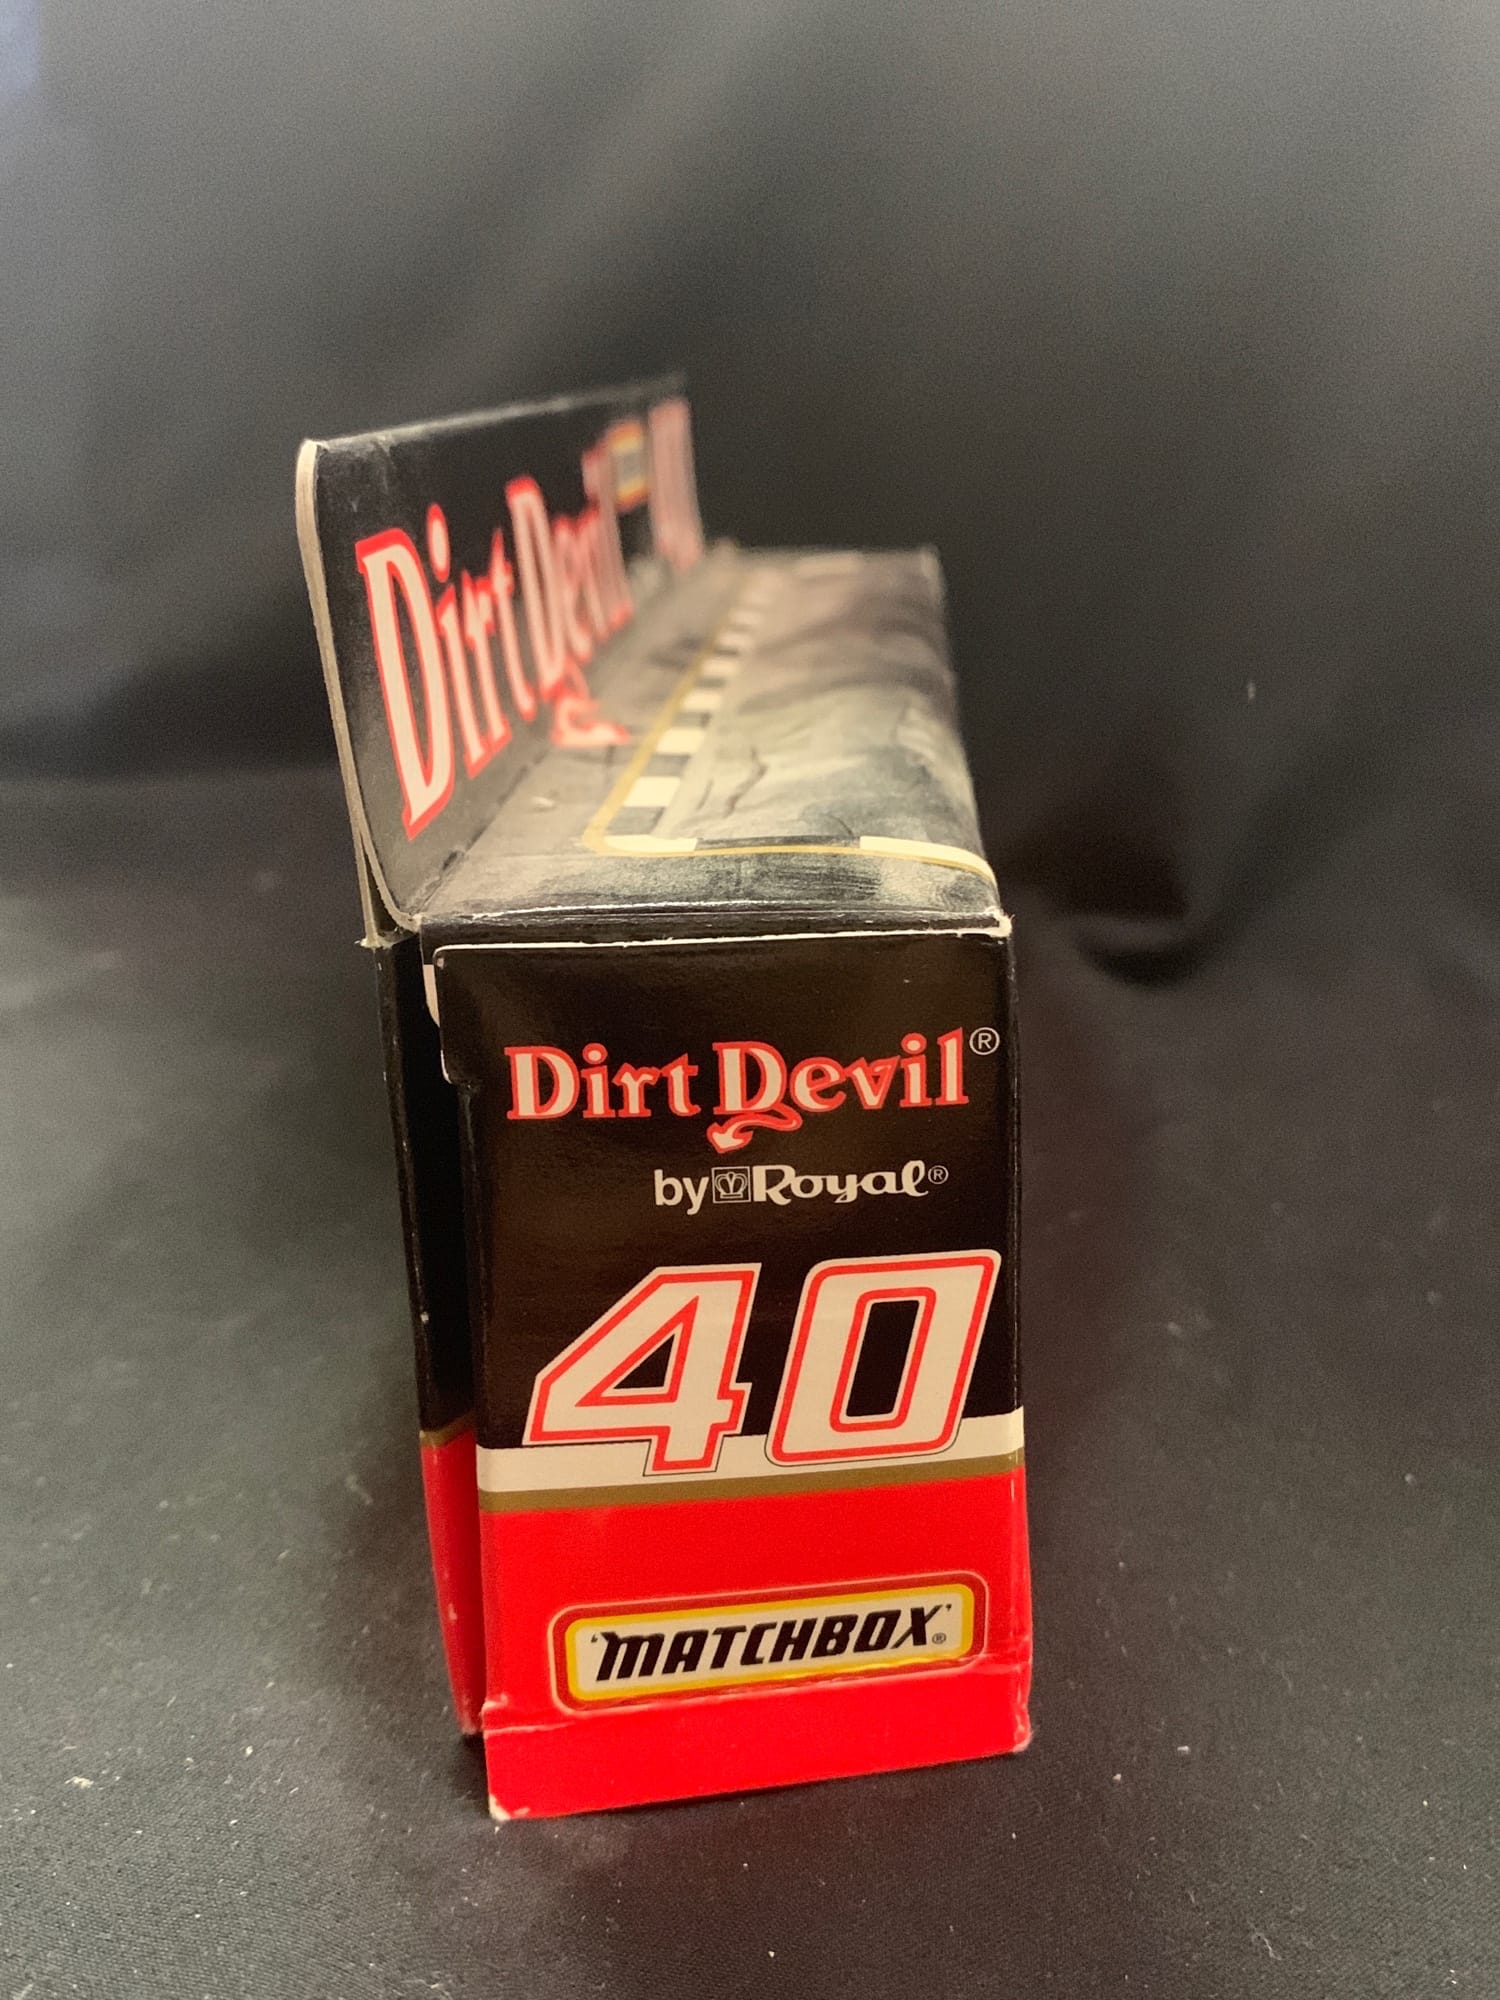 Dirt Devil
Dirt Devil®
by Royal®
40
'MATCHBOX'®